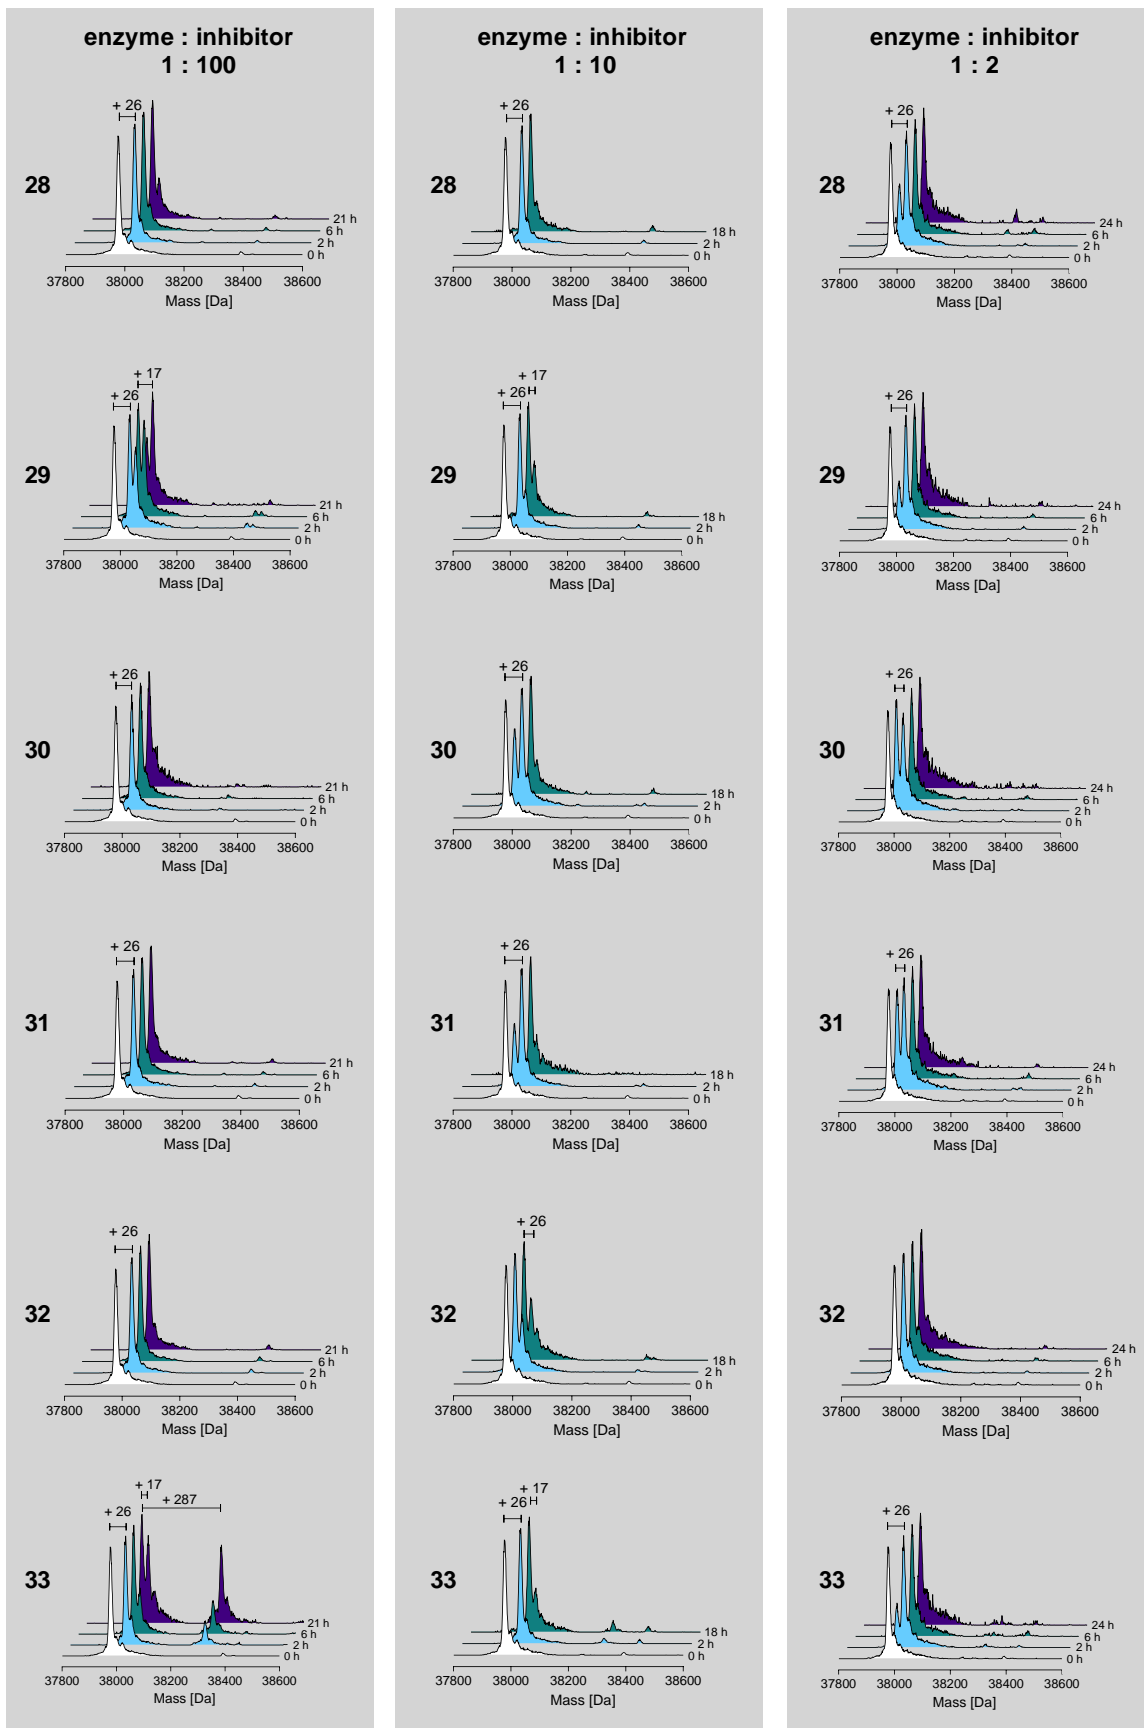 enzyme : inhibitor
1 : 100
+ 26
28
21 h
6 h
2 h
0 h
37800 38000 38200 38400 38600
Mass [Da]
+ 17
+ 26
29
21 h
6 h
2 h
0 h
37800 38000 38200 38400 38600
Mass [Da]
+ 26
30
21 h
6 h
2 h
0 h
37800 38000 38200 38400 38600
Mass [Da]
+ 26
31
21 h
6 h
2 h
0 h
37800 38000 38200 38400 38600
Mass [Da]
+ 26
32
21 h
6 h
2 h
0 h
37800 38000 38200 38400 38600
Mass [Da]
+ 17
+ 287
+ 26
33
21 h
6 h
2 h
0 h
37800 38000 38200 38400 38600
Mass [Da]
enzyme : inhibitor
1 : 10
+ 26
28
18 h
2 h
0 h
37800 38000 38200 38400 38600
Mass [Da]
+ 17
+ 26
29
18 h
2 h
0 h
37800 38000 38200 38400 38600
Mass [Da]
+ 26
30
18 h
2 h
0 h
37800 38000 38200 38400 38600
Mass [Da]
+ 26
31
18 h
2 h
0 h
37800 38000 38200 38400 38600
Mass [Da]
+ 26
32
18 h
2 h
0 h
37800 38000 38200 38400 38600
Mass [Da]
+ 17
+ 26
33
18 h
2 h
0 h
37800 38000 38200 38400 38600
Mass [Da]
enzyme : inhibitor
1 : 2
+ 26
28
24 h
6 h
2 h
0 h
37800 38000 38200 38400 38600
Mass [Da]
+ 26
29
24 h
6 h
2 h
0 h
37800 38000 38200 38400 38600
Mass [Da]
+ 26
30
24 h
6 h
2 h
0 h
37800 38000 38200 38400 38600
Mass [Da]
+ 26
31
24 h
6 h
2 h
0 h
37800 38000 38200 38400 38600
Mass [Da]
32
24 h
6 h
2 h
0 h
37800 38000 38200 38400 38600
Mass [Da]
+ 26
33
24 h
6 h
2 h
0 h
37800 38000 38200 38400 38600
Mass [Da]